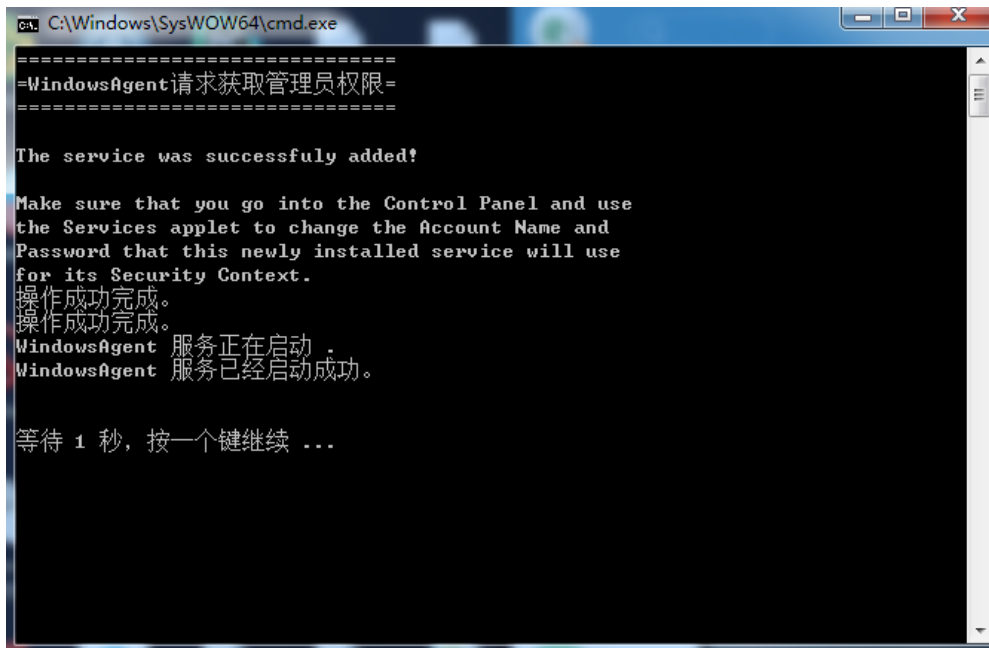 C:\Windows\SysWOW64\cmd.exe
================================
=WindowsAgent请求获取管理员权限=
================================
The service was successfuly added!
Make sure that you go into the Control Panel and use
the Services applet to change the Account Name and
Password that this newly installed service will use
for its Security Context.
操作成功完成。
操作成功完成。
WindowsAgent 服务正在启动 .
WindowsAgent 服务已经启动成功。
等待 1 秒，按一个键继续 ...